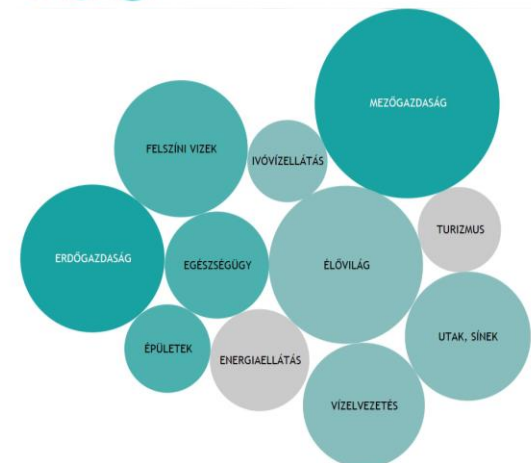 MEZŐGAZDASÁG
FELSZÍNI VIZEK
IVÓVÍZELLÁTÁS
TURIZMUS
ERDŐGAZDASÁG
EGÉSZSÉGÜGY
ÉLŐVILÁG
UTAK, SÍNEK
ÉPÜLETEK
ENERGIAELLÁTÁS
VÍZELVEZETÉS